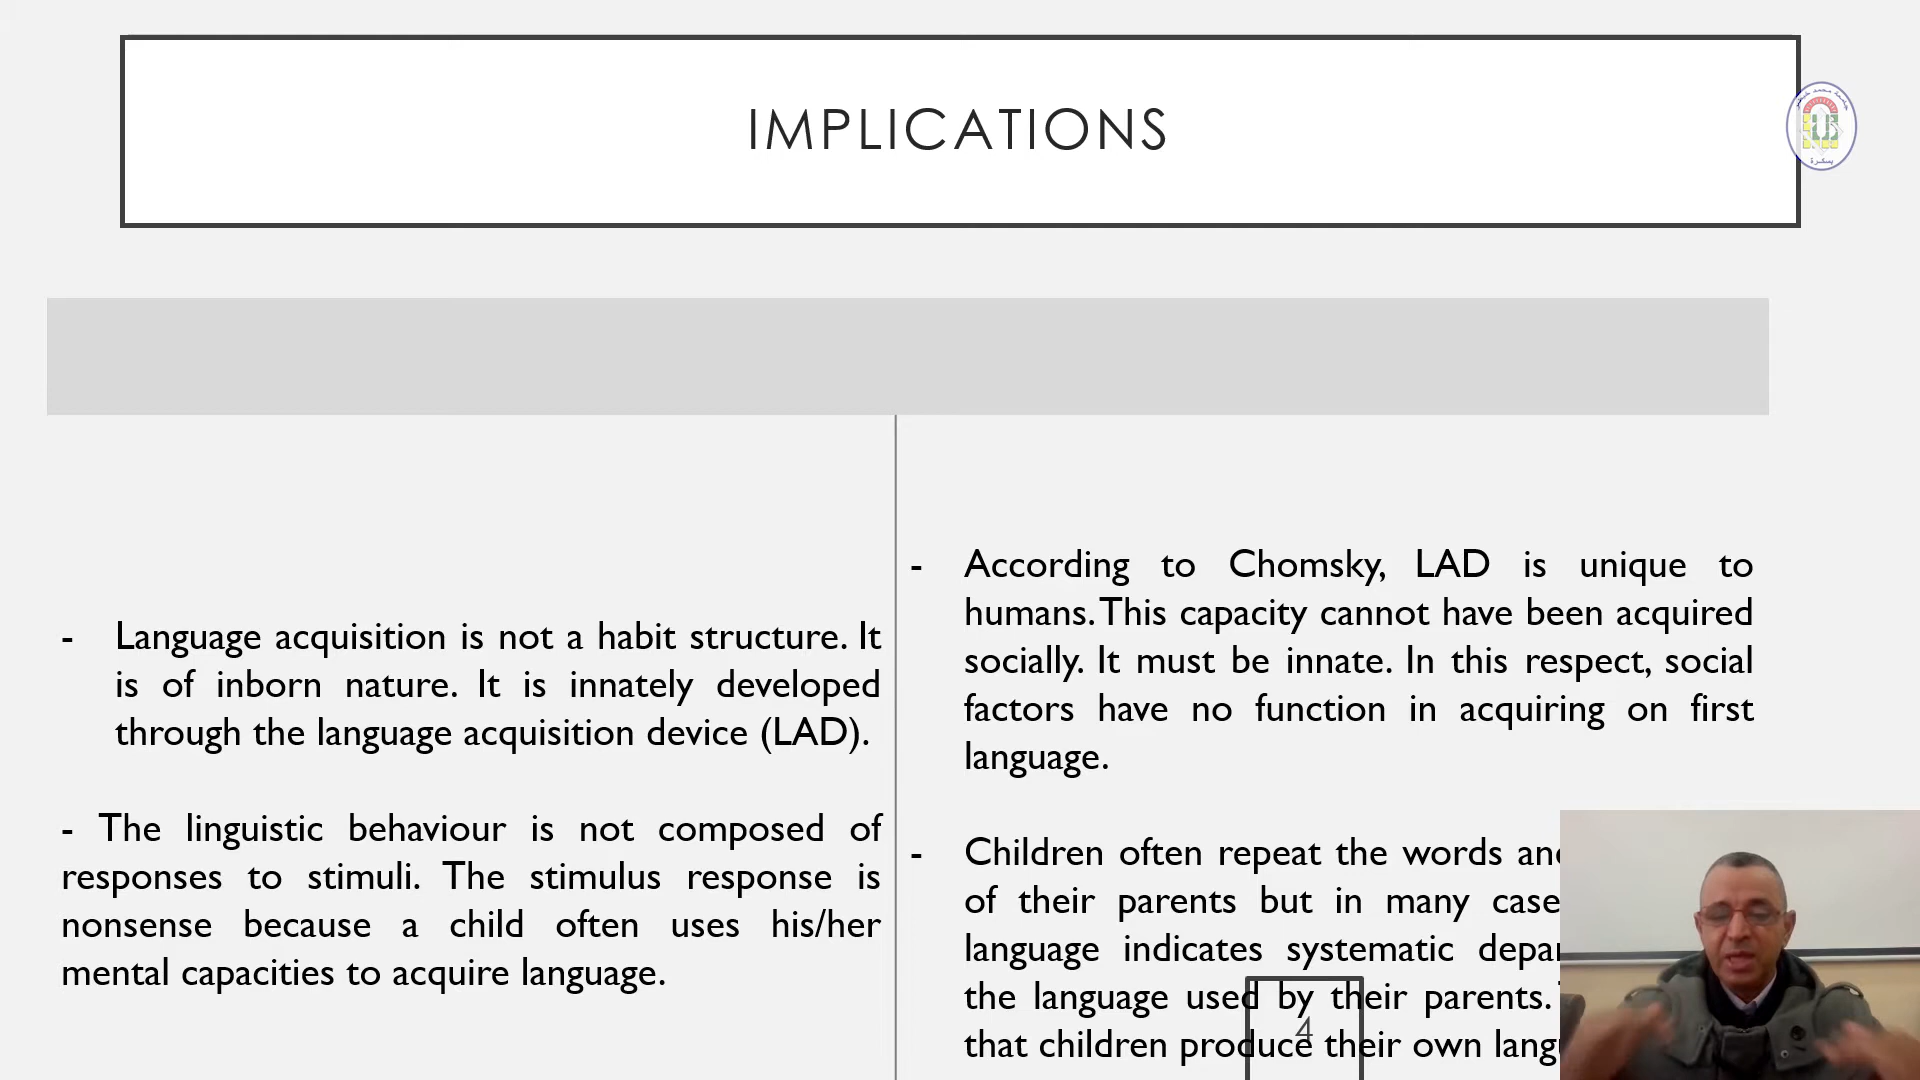 IMPLICATIONS
جامعة محمد خيضر
بسكرة
- Language acquisition is not a habit structure. It
is of inborn nature. It is innately developed
through the language acquisition device (LAD).
- The linguistic behaviour is not composed of
responses to stimuli. The stimulus response is
nonsense because a child often uses his/her
mental capacities to acquire language.
- According to Chomsky, LAD is unique to
humans. This capacity cannot have been acquired
socially. It must be innate. In this respect, social
factors have no function in acquiring on first
language.
- Children often repeat the words
of their parents but in many
language indicates systematic
the language used by their parents.
that children produce their own
4